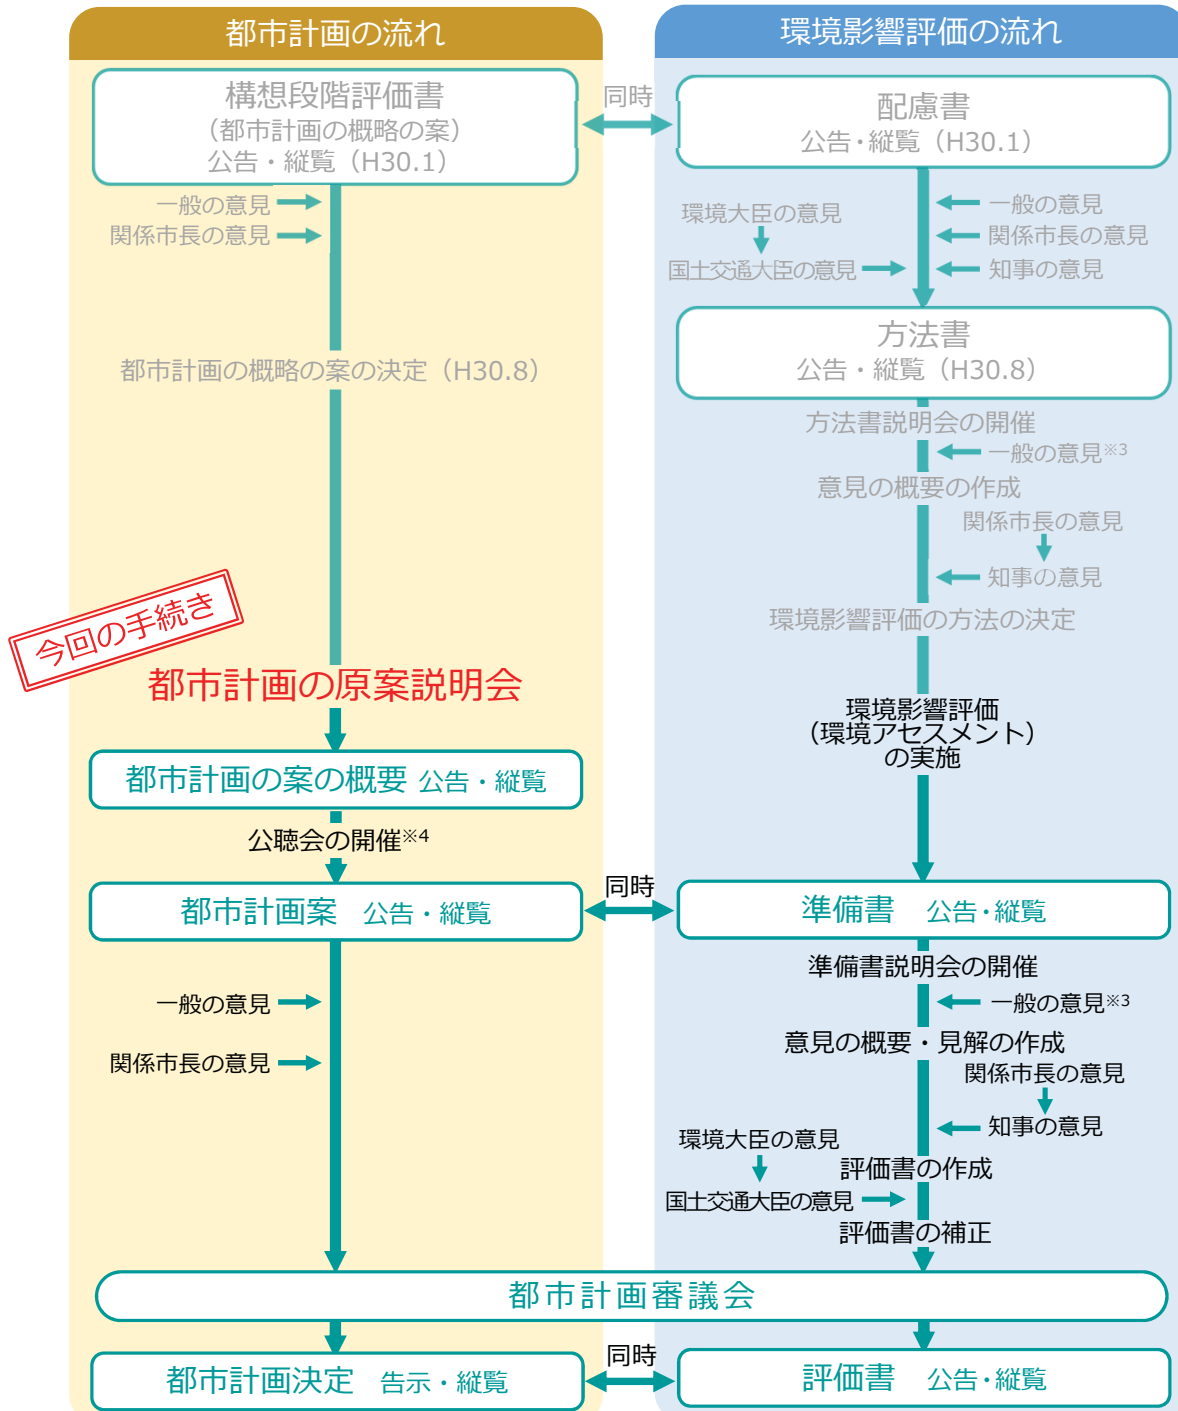 都市計画の流れ
構想段階評価書
（都市計画の概略の案）
公告・縦覧（H30.1）
一般の意見
関係市長の意見
都市計画の概略の案の決定（H30.8）
今回の手続き
都市計画の原案説明会
都市計画の案の概要 公告・縦覧
公聴会の開催※4
都市計画案 公告・縦覧
一般の意見
関係市長の意見
同時
環境影響評価の流れ
配慮書
公告・縦覧（H30.1）
一般の意見
環境大臣の意見
関係市長の意見
国土交通大臣の意見
知事の意見
方法書
公告・縦覧（H30.8）
方法書説明会の開催
一般の意見※3
意見の概要の作成
関係市長の意見
知事の意見
環境影響評価の方法の決定
環境影響評価
（環境アセスメント）
の実施
同時
準備書 公告・縦覧
準備書説明会の開催
一般の意見※3
意見の概要・見解の作成
関係市長の意見
知事の意見
環境大臣の意見
評価書の作成
国土交通大臣の意見
評価書の補正
都市計画審議会
都市計画決定 告示・縦覧
同時
評価書 公告・縦覧